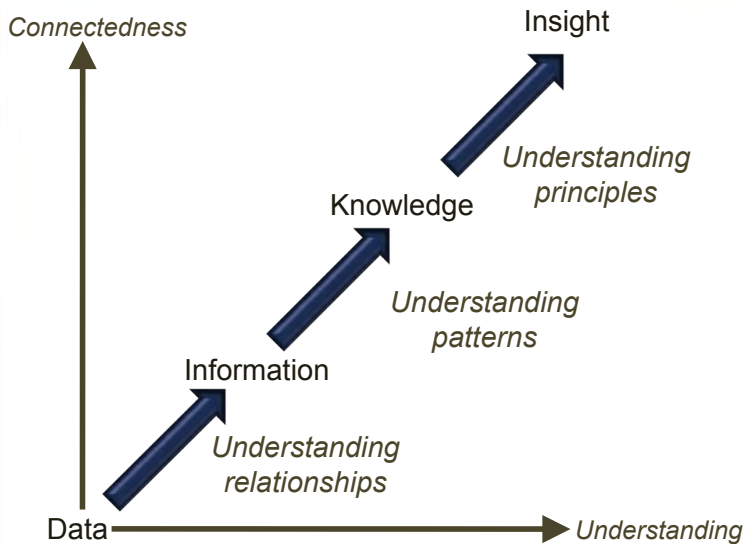 Connectedness
Insight
Understanding
principles
Knowledge
Understanding
patterns
Information
Understanding
relationships
Data
Understanding